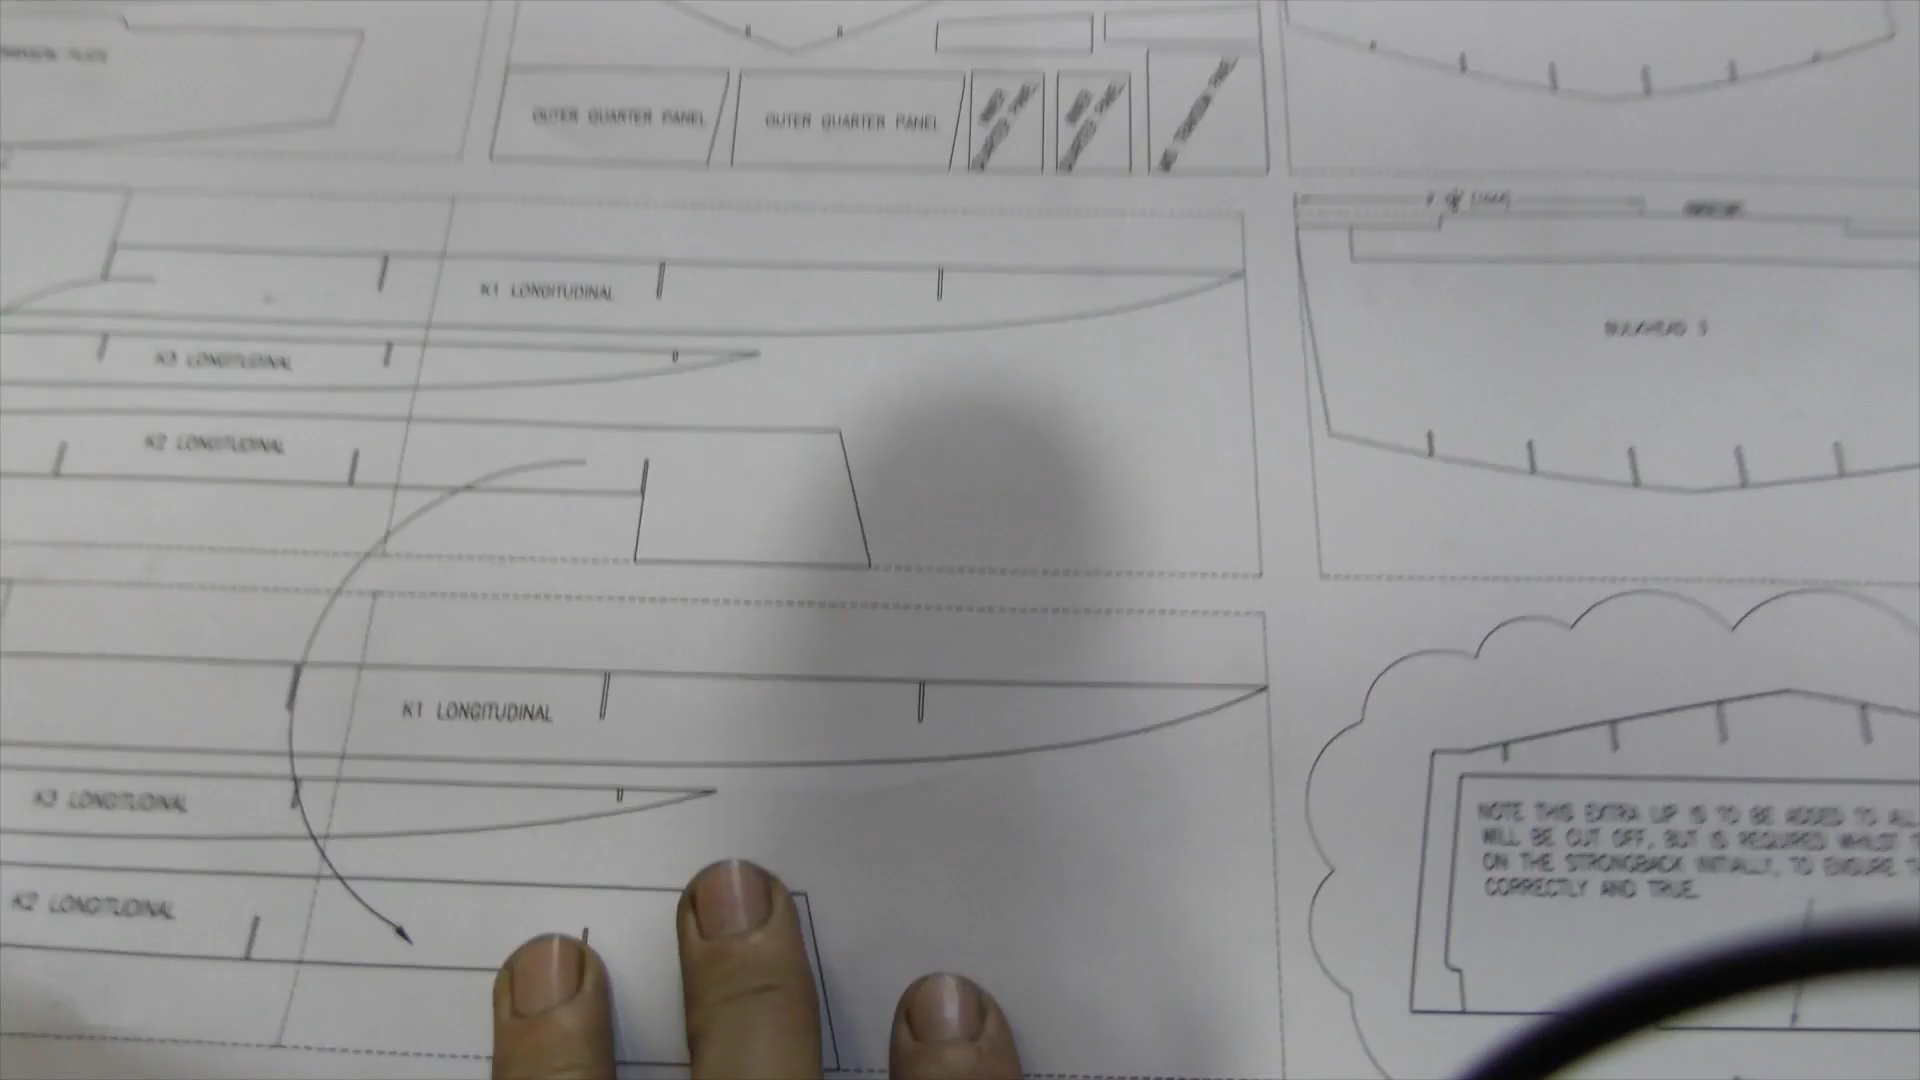 OUTER QUARTER PANEL
OUTER QUARTER PANEL
K1 LONGITUDINAL
K3 LONGITUDINAL
BULKHEAD 5
K2 LONGITUDINAL
K1 LONGITUDINAL
K3 LONGITUDINAL
NOTE THIS EXTRA LIP IS TO BE ADDED TO ALL
WILL BE CUT OFF, BUT IS REQUIRED WHILST
ON THE STRONGBACK INITIALLY, TO ENSURE
CORRECTLY AND TRUE.
K2 LONGITUDINAL